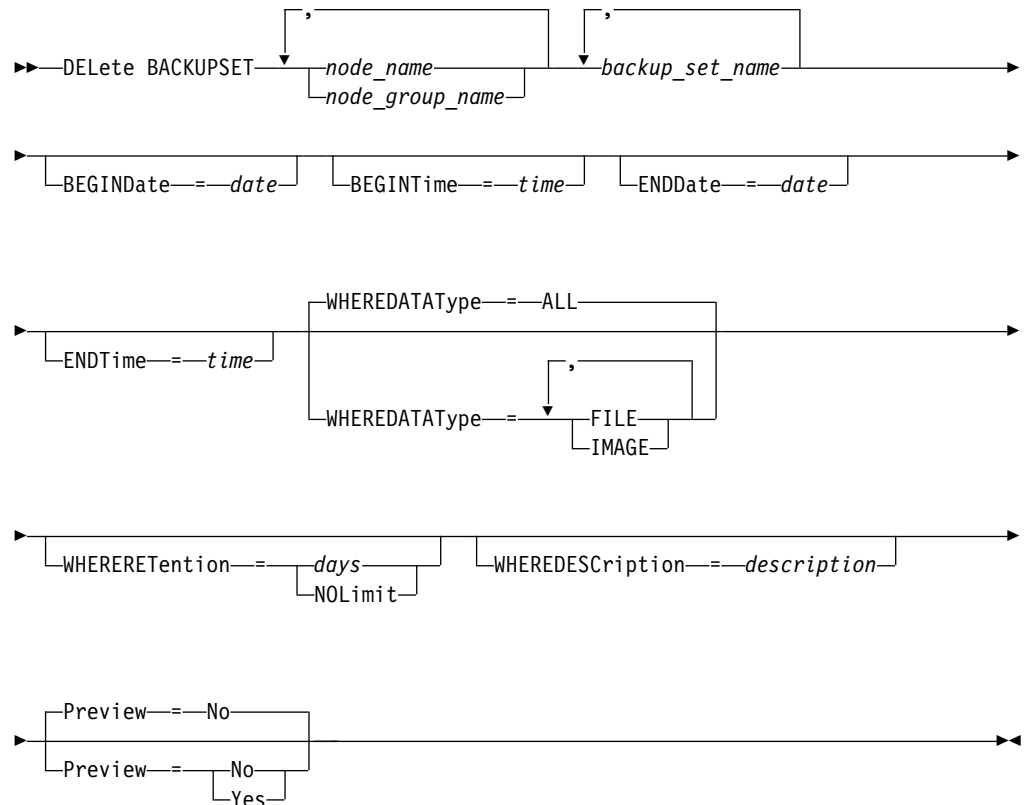 , ,
DELete BACKUPSET node_name backup_set_name
node_group_name
BEGINDate = date BEGINTime = time ENDDate = date
WHEREDATAType = ALL
ENDTime = time ,
WHEREDATAType = FILE
IMAGE
WHERERETention = days WHEREDESCription = description
NOLimit
Preview = No
Preview = No
Yes